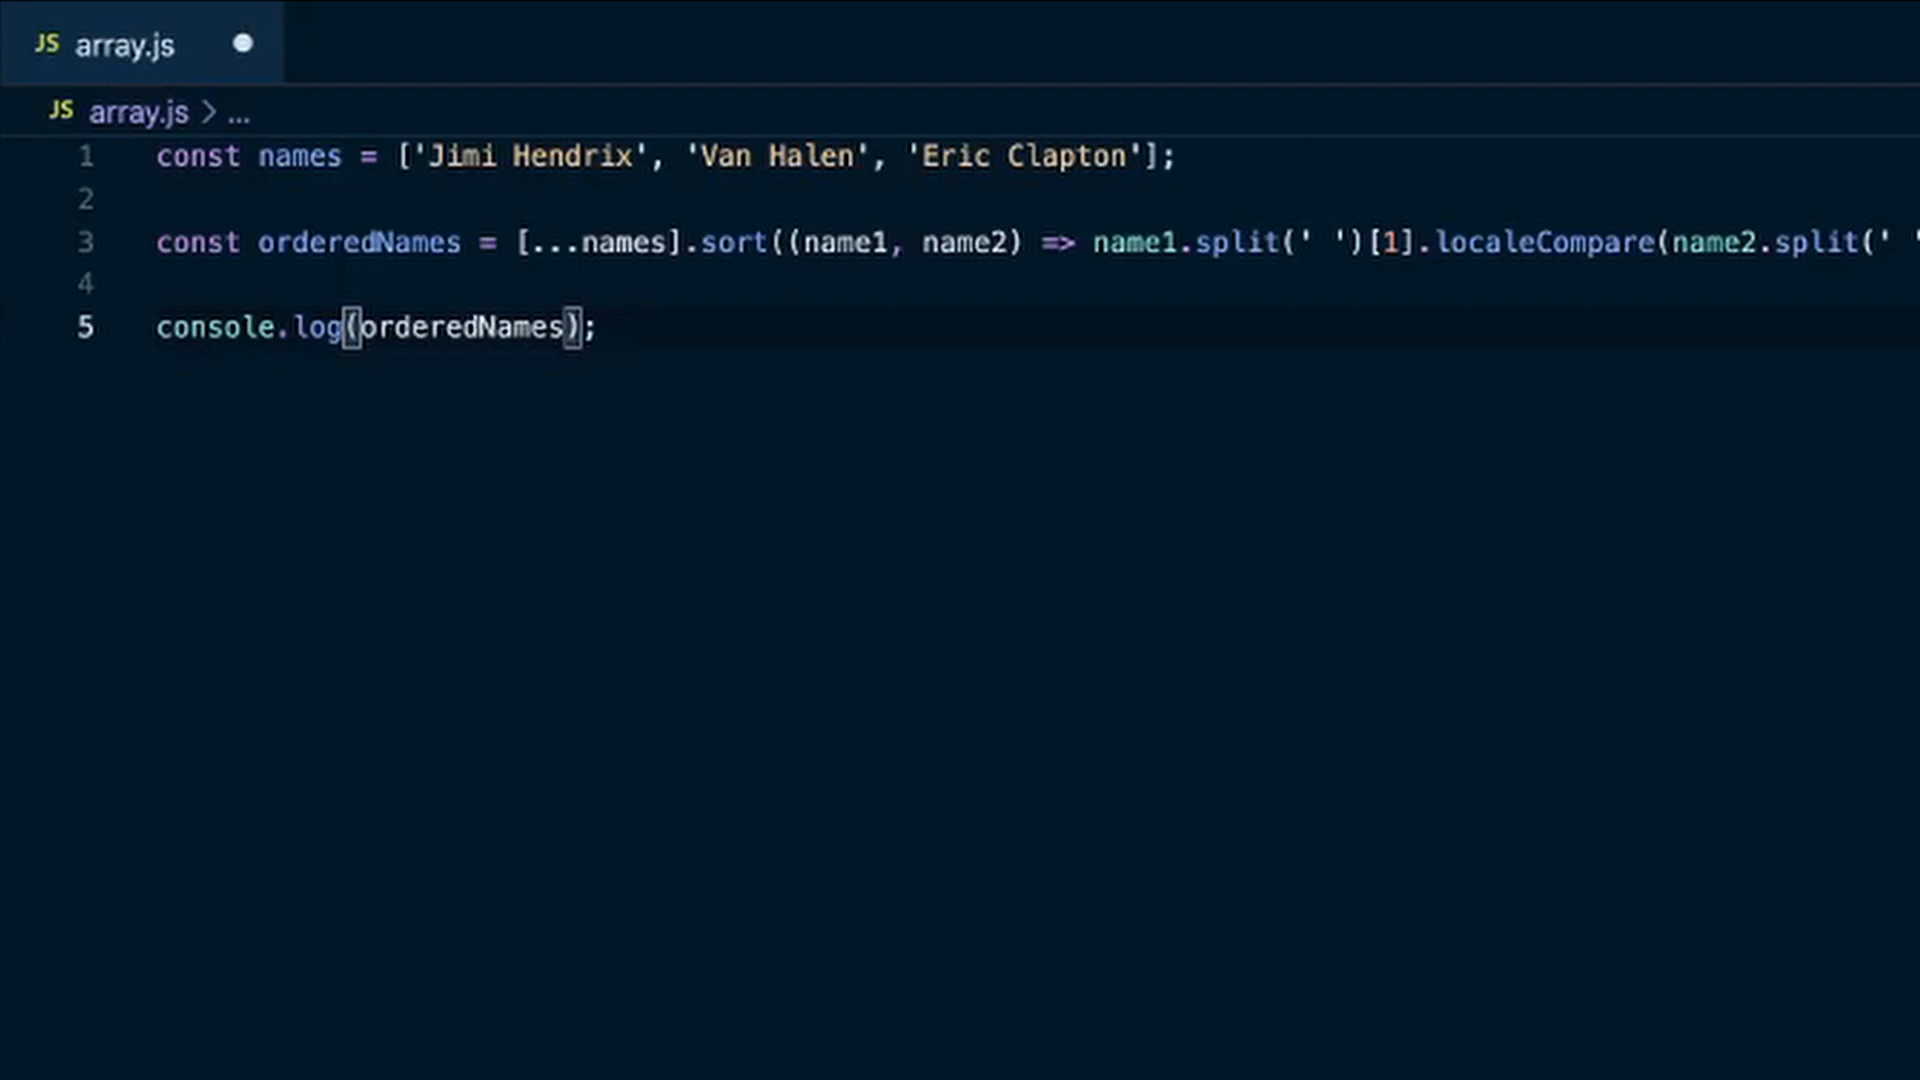 JS array.js
JS array.js > ...
1 const names = ['Jimi Hendrix', 'Van Halen', 'Eric Clapton'];
2
3 const orderedNames = [...names].sort((name1, name2) => name1.split(' ')[1].localeCompare(name2.split(' '
4
5 console.log(orderedNames);